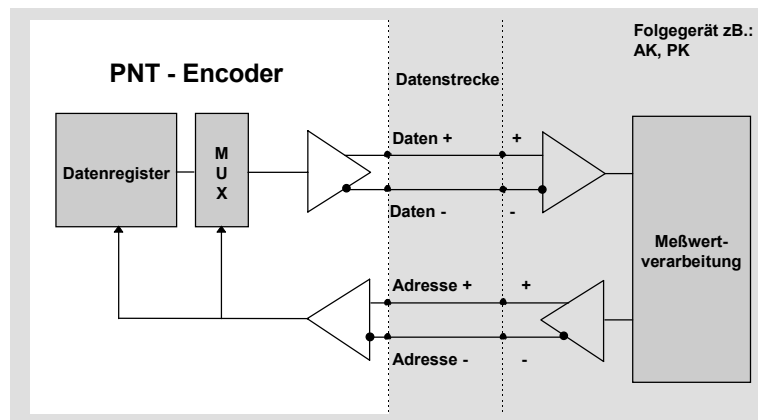 Folgegerät zB.:
AK, PK
PNT - Encoder
Datenstrecke
Datenregister
M
U
X
Daten +
+
Daten -
-
Meßwert-
verarbeitung
Adresse +
+
Adresse -
-